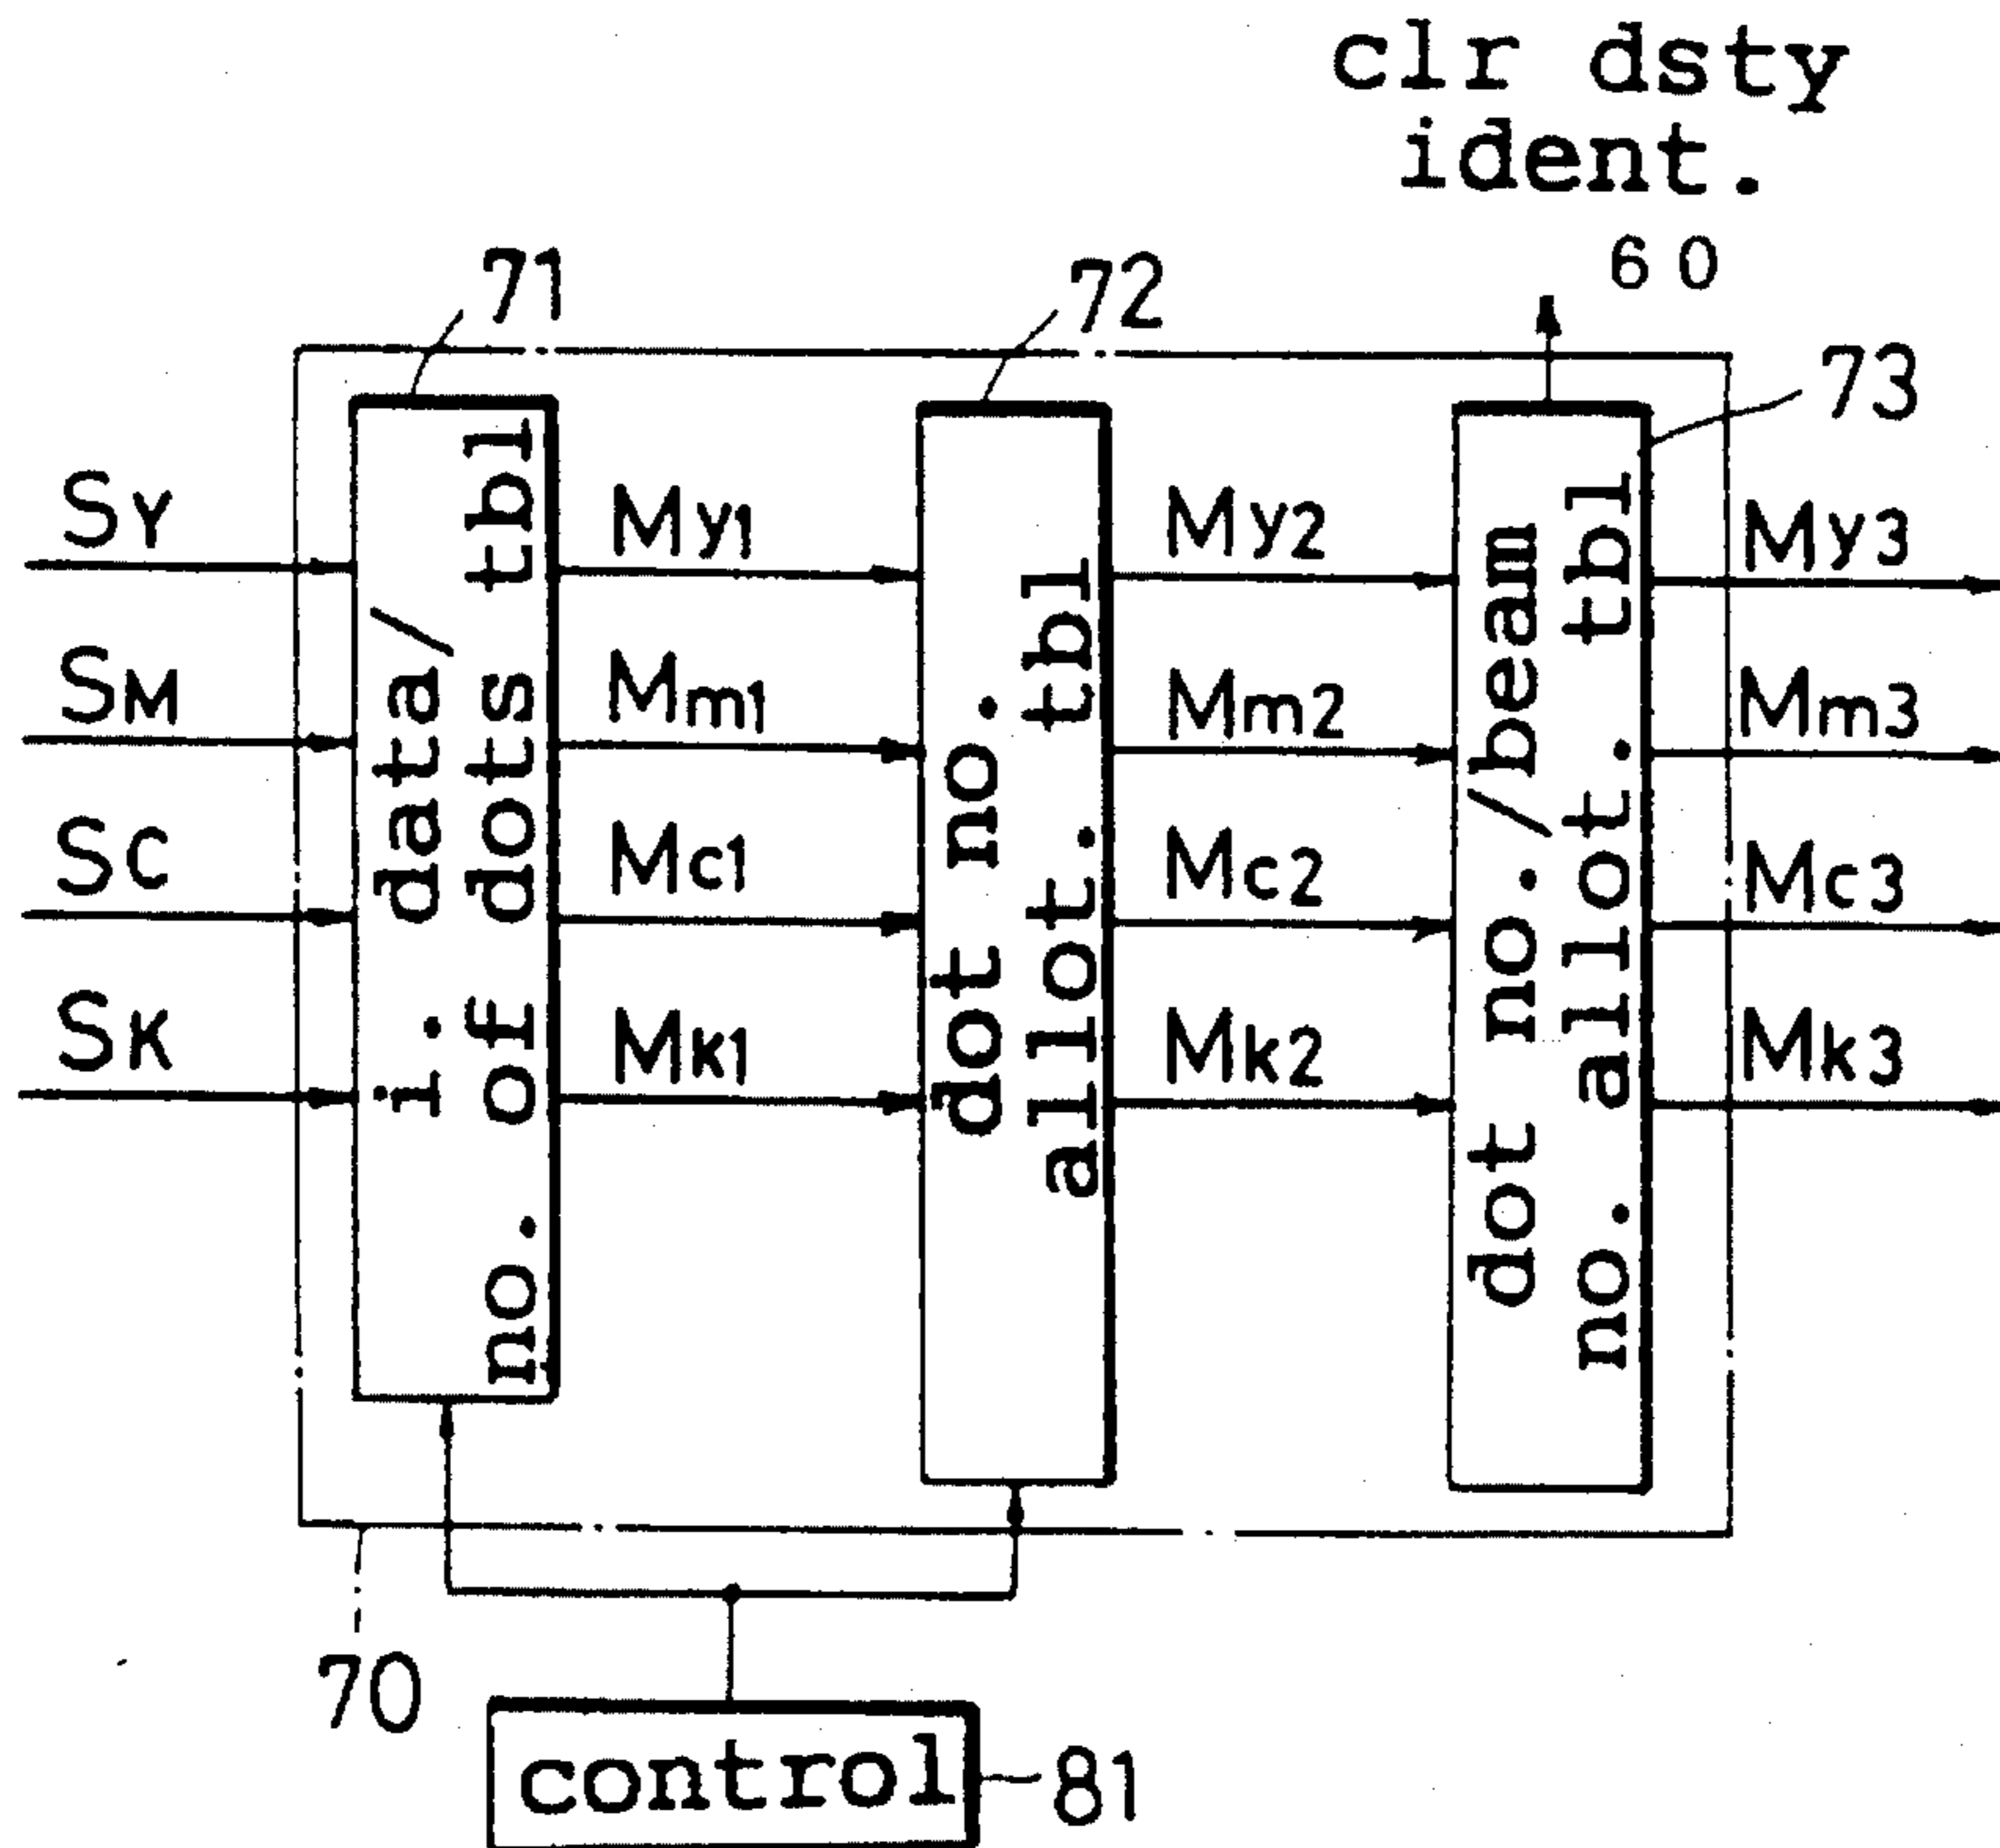 clr dsty
ident.
60
71
72
73
SY
SM
SC
SK
i. data/
no. of dots tbl
My1
Mm1
Mc1
Mk1
dot no.
allot. tbl
My2
Mm2
Mc2
Mk2
dot no./beam
no. allot. tbl
My3
Mm3
Mc3
Mk3
70
control
81